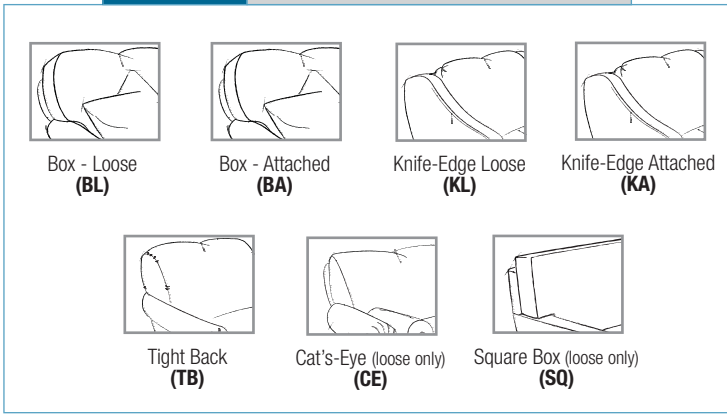 Box - Loose
(BL)
Box - Attached
(BA)
Knife-Edge Loose
(KL)
Knife-Edge Attached
(KA)
Tight Back
(TB)
Cat's-Eye (loose only)
(CE)
Square Box (loose only)
(SQ)